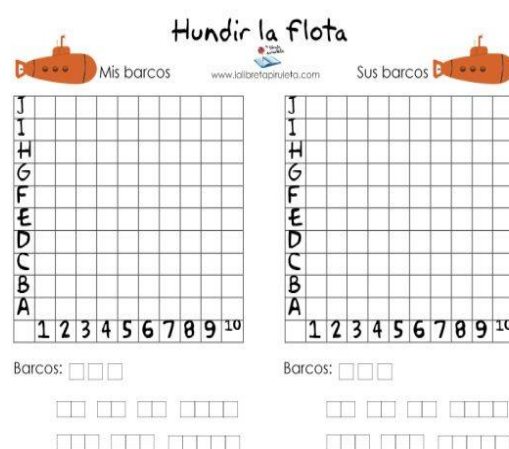 Hundir la flota
Mis barcos
www.lalibretapiruleta.com
Sus barcos
J J
I I
H H
G G
F F
E E
D D
C C
B B
A A
1 2 3 4 5 6 7 8 9 10 1 2 3 4 5 6 7 8 9 10
Barcos: Barcos: